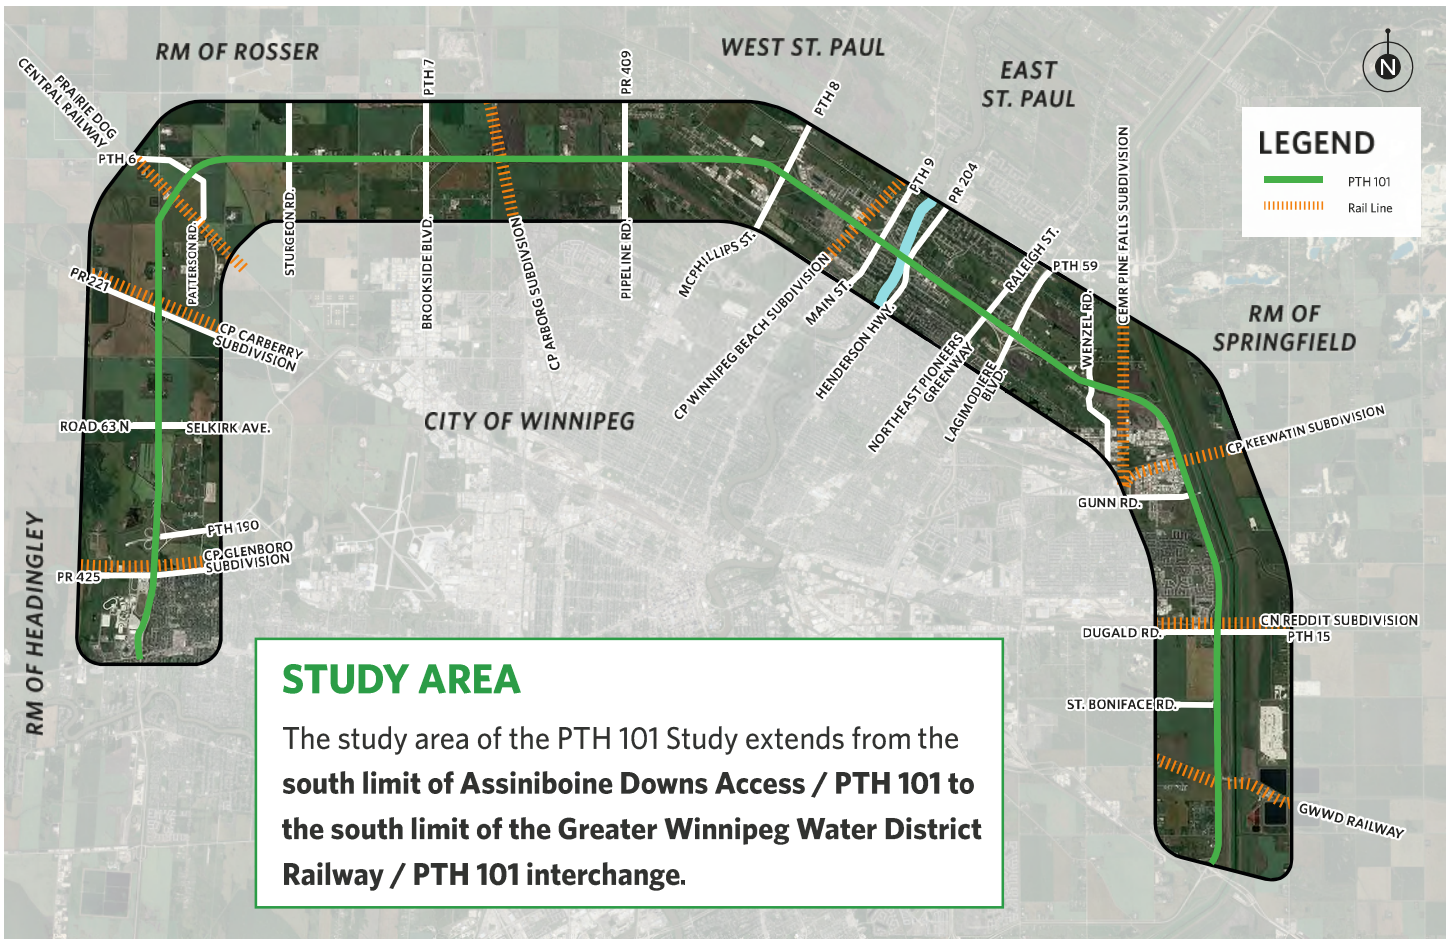 RM OF ROSSER
WEST ST. PAUL
EAST
ST. PAUL
N
LEGEND
PTH 101
Rail Line
PRAIRIE DOG
CENTRAL RAILWAY
PTH 6
PTH 7
PR 409
PTH 8
PTH 9
PR 204
CEMR PINE FALLS SUBDIVISION
PATTERSON RD.
STURGEON RD.
BROOKSIDE BLVD.
CP ARBORG SUBDIVISION
PIPELINE RD.
MCPHILLIPS ST.
CP WINNIPEG BEACH SUBDIVISION
MAIN ST.
HENDERSON HWY.
RALEIGH ST.
NORTHEAST PIONEERS
GREENWAY
LAGIMODIERE
BLVD.
PTH 59
WENZEL RD.
RM OF
SPRINGFIELD
PR 221
CP CARBERRY
SUBDIVISION
CITY OF WINNIPEG
ROAD 63 N
SELKIRK AVE.
CP KEEWATIN SUBDIVISION
GUNN RD.
PTH 190
CP GLENBORO
SUBDIVISION
PR 425
RM OF HEADINGLEY
CN REDDIT SUBDIVISION
DUGALD RD.
PTH 15
ST. BONIFACE RD.
GWWD RAILWAY
STUDY AREA
The study area of the PTH 101 Study extends from the
south limit of Assiniboine Downs Access / PTH 101 to
the south limit of the Greater Winnipeg Water District
Railway / PTH 101 interchange.